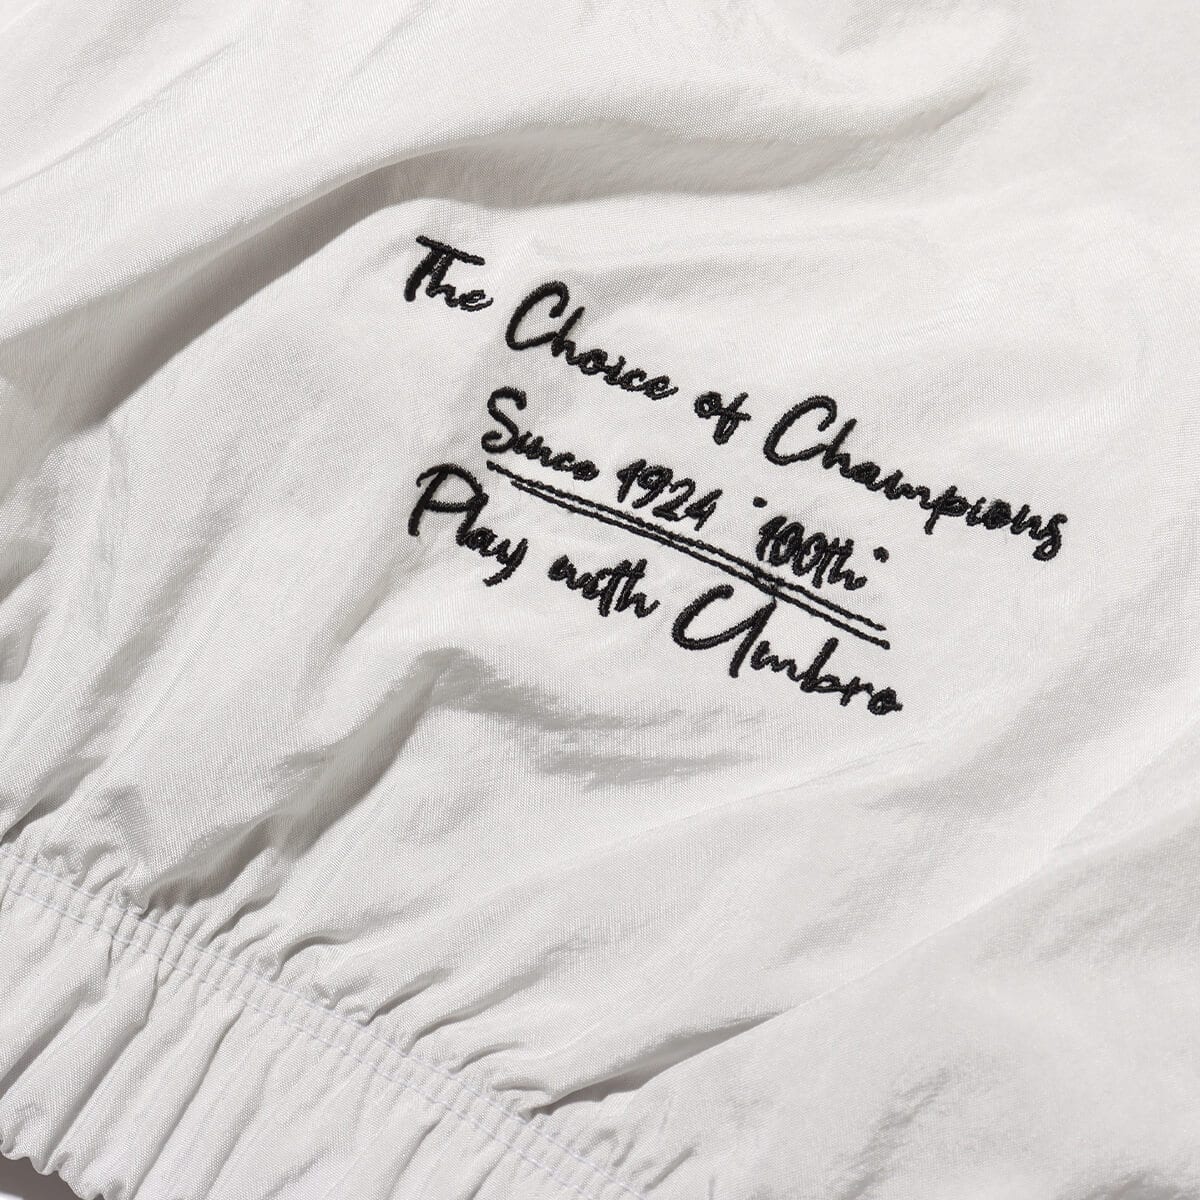 The Choice of Champions
Since 1924 "100th"
Play with Umbro